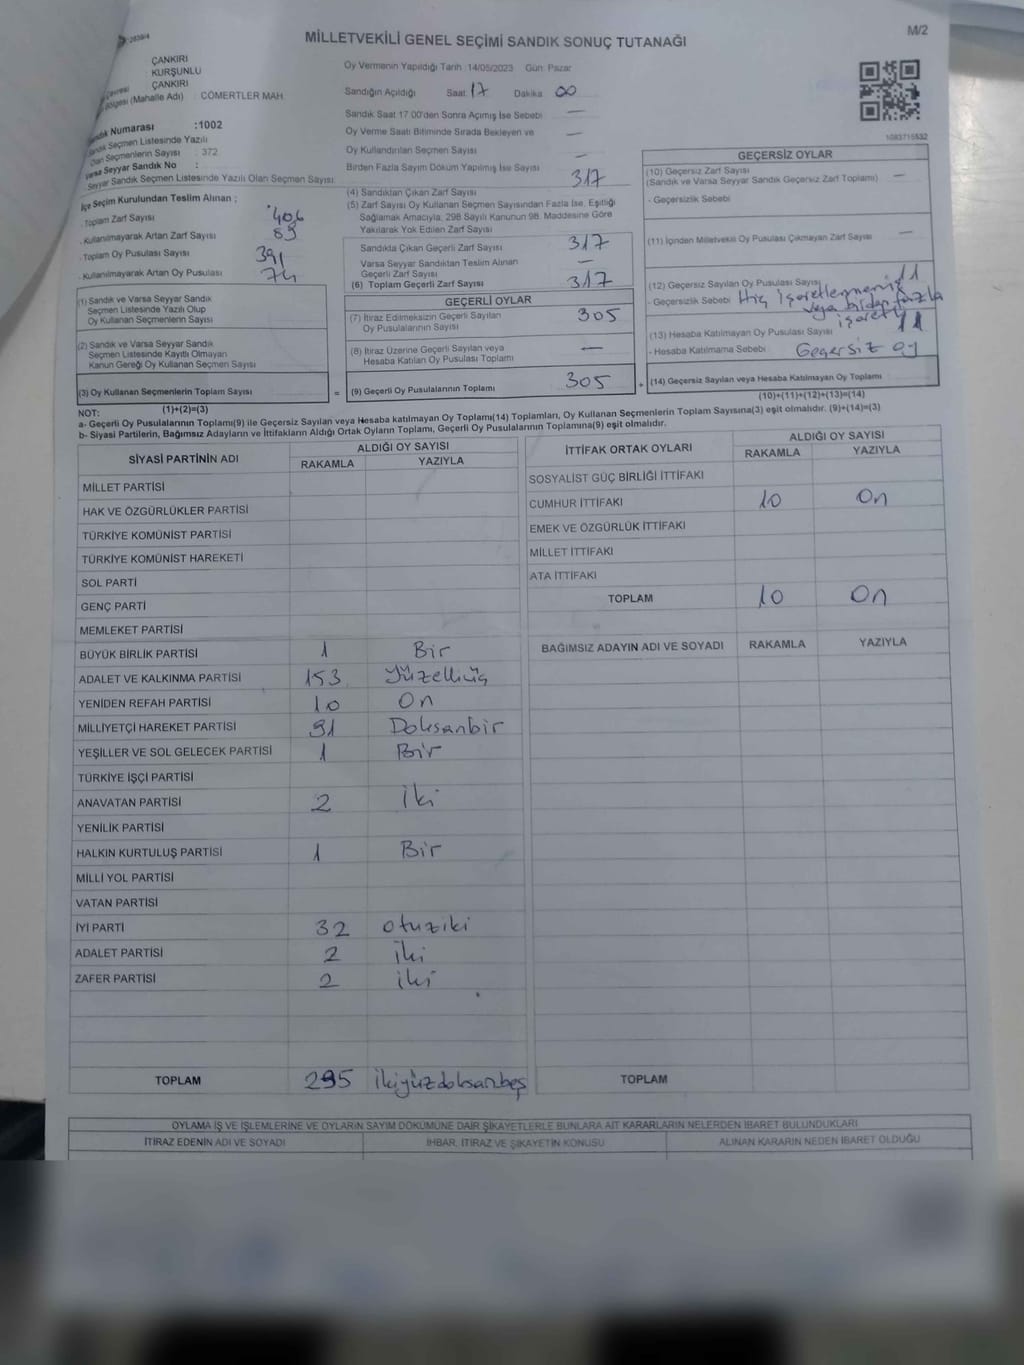 MİLLETVEKİLİ GENEL SEÇİMİ SANDIK SONUÇ TUTANAĞI
M/2
ÇANKIRI
KURŞUNLU
ÇANKIRI
(Mahalle Adı) CÖMERTLER MAH
Numarası :1002
Seçmen Listesinde Yazılı
Olan Seçmenlerin Sayısı : 372
Varsa Seyyar Sandık No :
Seyyar Sandık Seçmen Listesinde Yazılı Olan Seçmen Sayısı:
İlçe Seçim Kurulundan Teslim Alınan ;
. Toplam Zarf Sayısı 406
. Kullanılmayarak Artan Zarf Sayısı 89
. Toplam Oy Pusulası Sayısı 391
. Kullanılmayarak Artan Oy Pusulası 74
(1) Sandık ve Varsa Seyyar Sandık
Seçmen Listesinde Yazılı Olup
Oy Kullanan Seçmenlerin Sayısı
(2) Sandık ve Varsa Seyyar Sandık
Seçmen Listesinde Kayıtlı Olmayan
Kanun Gereği Oy Kullanan Seçmen Sayısı
(3) Oy Kullanan Seçmenlerin Toplam Sayısı
(1)+(2)=(3)
Oy Vermenin Yapıldığı Tarih :14/05/2023 Gün: Pazar
Sandığın Açıldığı Saat: 17 Dakika 00
Sandık Saat 17.00'den Sonra Açımış İse Sebebi —
Oy Verme Saati Bitiminde Sırada Bekleyen ve —
Oy Kullandırılan Seçmen Sayısı
Birden Fazla Sayım Döküm Yapılmış İse Sayısı —
(4) Sandıktan Çıkan Zarf Sayısı 317
(5) Zarf Sayısı Oy Kullanan Seçmen Sayısından Fazla İse, Eşitliği
Sağlamak Amacıyla, 298 Sayılı Kanunun 98. Maddesine Göre
Yakılarak Yok Edilen Zarf Sayısı
Sandıkta Çıkan Geçerli Zarf Sayısı 317
Varsa Seyyar Sandıktan Teslim Alınan
Geçerli Zarf Sayısı —
(6) Toplam Geçerli Zarf Sayısı 317
GEÇERLİ OYLAR
(7) İtiraz Edilmeksizin Geçerli Sayılan
Oy Pusulalarının Sayısı 305
(8) İtiraz Üzerine Geçerli Sayılan veya
Hesaba Katılan Oy Pusulası Toplamı —
= (9) Geçerli Oy Pusulalarının Toplamı 305
1083715532
GEÇERSİZ OYLAR
(10) Geçersiz Zarf Sayısı
(Sandık ve Varsa Seyyar Sandık Geçersiz Zarf Toplamı) —
- Geçersizlik Sebebi
(11) İçinden Milletvekili Oy Pusulası Çıkmayan Zarf Sayısı —
(12) Geçersiz Sayılan Oy Pusulası Sayısı 11
- Geçersizlik Sebebi Hiç İşaretlenmemiş
veya birden fazla
işaretli
(13) Hesaba Katılmayan Oy Pusulası Sayısı 11
- Hesaba Katılmama Sebebi Geçersiz oy
+ (14) Geçersiz Sayılan veya Hesaba Katılmayan Oy Toplamı
(10)+(11)+(12)+(13)=(14)
NOT:
a- Geçerli Oy Pusulalarının Toplamı(9) ile Geçersiz Sayılan veya Hesaba katılmayan Oy Toplamı(14) Toplamları, Oy Kullanan Seçmenlerin Toplam Sayısına(3) eşit olmalıdır. (9)+(14)=(3)
b- Siyasi Partilerin, Bağımsız Adayların ve İttifakların Aldığı Ortak Oyların Toplamı, Geçerli Oy Pusulalarının Toplamına(9) eşit olmalıdır.
SİYASİ PARTİNİN ADI
ALDIĞI OY SAYISI
RAKAMLA YAZIYLA
MİLLET PARTİSİ
HAK VE ÖZGÜRLÜKLER PARTİSİ
TÜRKİYE KOMÜNİST PARTİSİ
TÜRKİYE KOMÜNİST HAREKETİ
SOL PARTİ
GENÇ PARTİ
MEMLEKET PARTİSİ
BÜYÜK BİRLİK PARTİSİ 1 Bir
ADALET VE KALKINMA PARTİSİ 153 Yüzelliüç
YENİDEN REFAH PARTİSİ 10 On
MİLLİYETÇİ HAREKET PARTİSİ 91 Doksanbir
YEŞİLLER VE SOL GELECEK PARTİSİ 1 Bir
TÜRKİYE İŞÇİ PARTİSİ
ANAVATAN PARTİSİ 2 İki
YENİLİK PARTİSİ
HALKIN KURTULUŞ PARTİSİ 1 Bir
MİLLİ YOL PARTİSİ
VATAN PARTİSİ
İYİ PARTİ 32 otuziki
ADALET PARTİSİ 2 iki
ZAFER PARTİSİ 2 iki
TOPLAM 295 ikiyüzdoksanbeş
İTTİFAK ORTAK OYLARI
ALDIĞI OY SAYISI
RAKAMLA YAZIYLA
SOSYALİST GÜÇ BİRLİĞİ İTTİFAKI
CUMHUR İTTİFAKI 10 On
EMEK VE ÖZGÜRLÜK İTTİFAKI
MİLLET İTTİFAKI
ATA İTTİFAKI
TOPLAM 10 On
BAĞIMSIZ ADAYIN ADI VE SOYADI RAKAMLA YAZIYLA
TOPLAM
OYLAMA İŞ VE İŞLEMLERİNE VE OYLARIN SAYIM DÖKÜMÜNE DAİR ŞİKAYETLERLE BUNLARA AİT KARARLARIN NELERDEN İBARET BULUNDUKLARI
İTİRAZ EDENİN ADI VE SOYADI İHBAR, İTİRAZ VE ŞİKAYETİN KONUSU ALINAN KARARIN NEDEN İBARET OLDUĞU